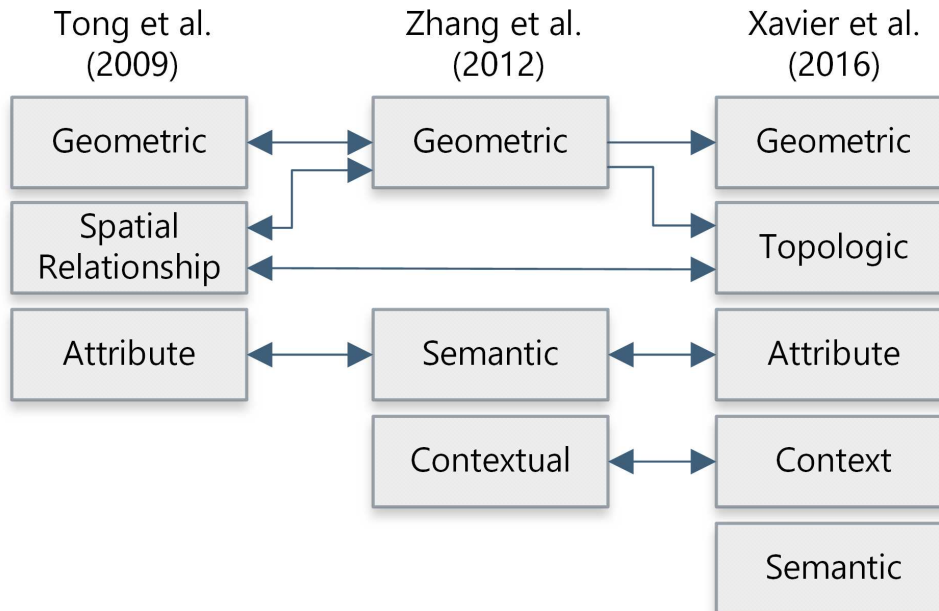 Tong et al.
(2009)
Zhang et al.
(2012)
Xavier et al.
(2016)
Geometric
Geometric
Geometric
Spatial
Relationship
Topologic
Attribute
Semantic
Attribute
Contextual
Context
Semantic